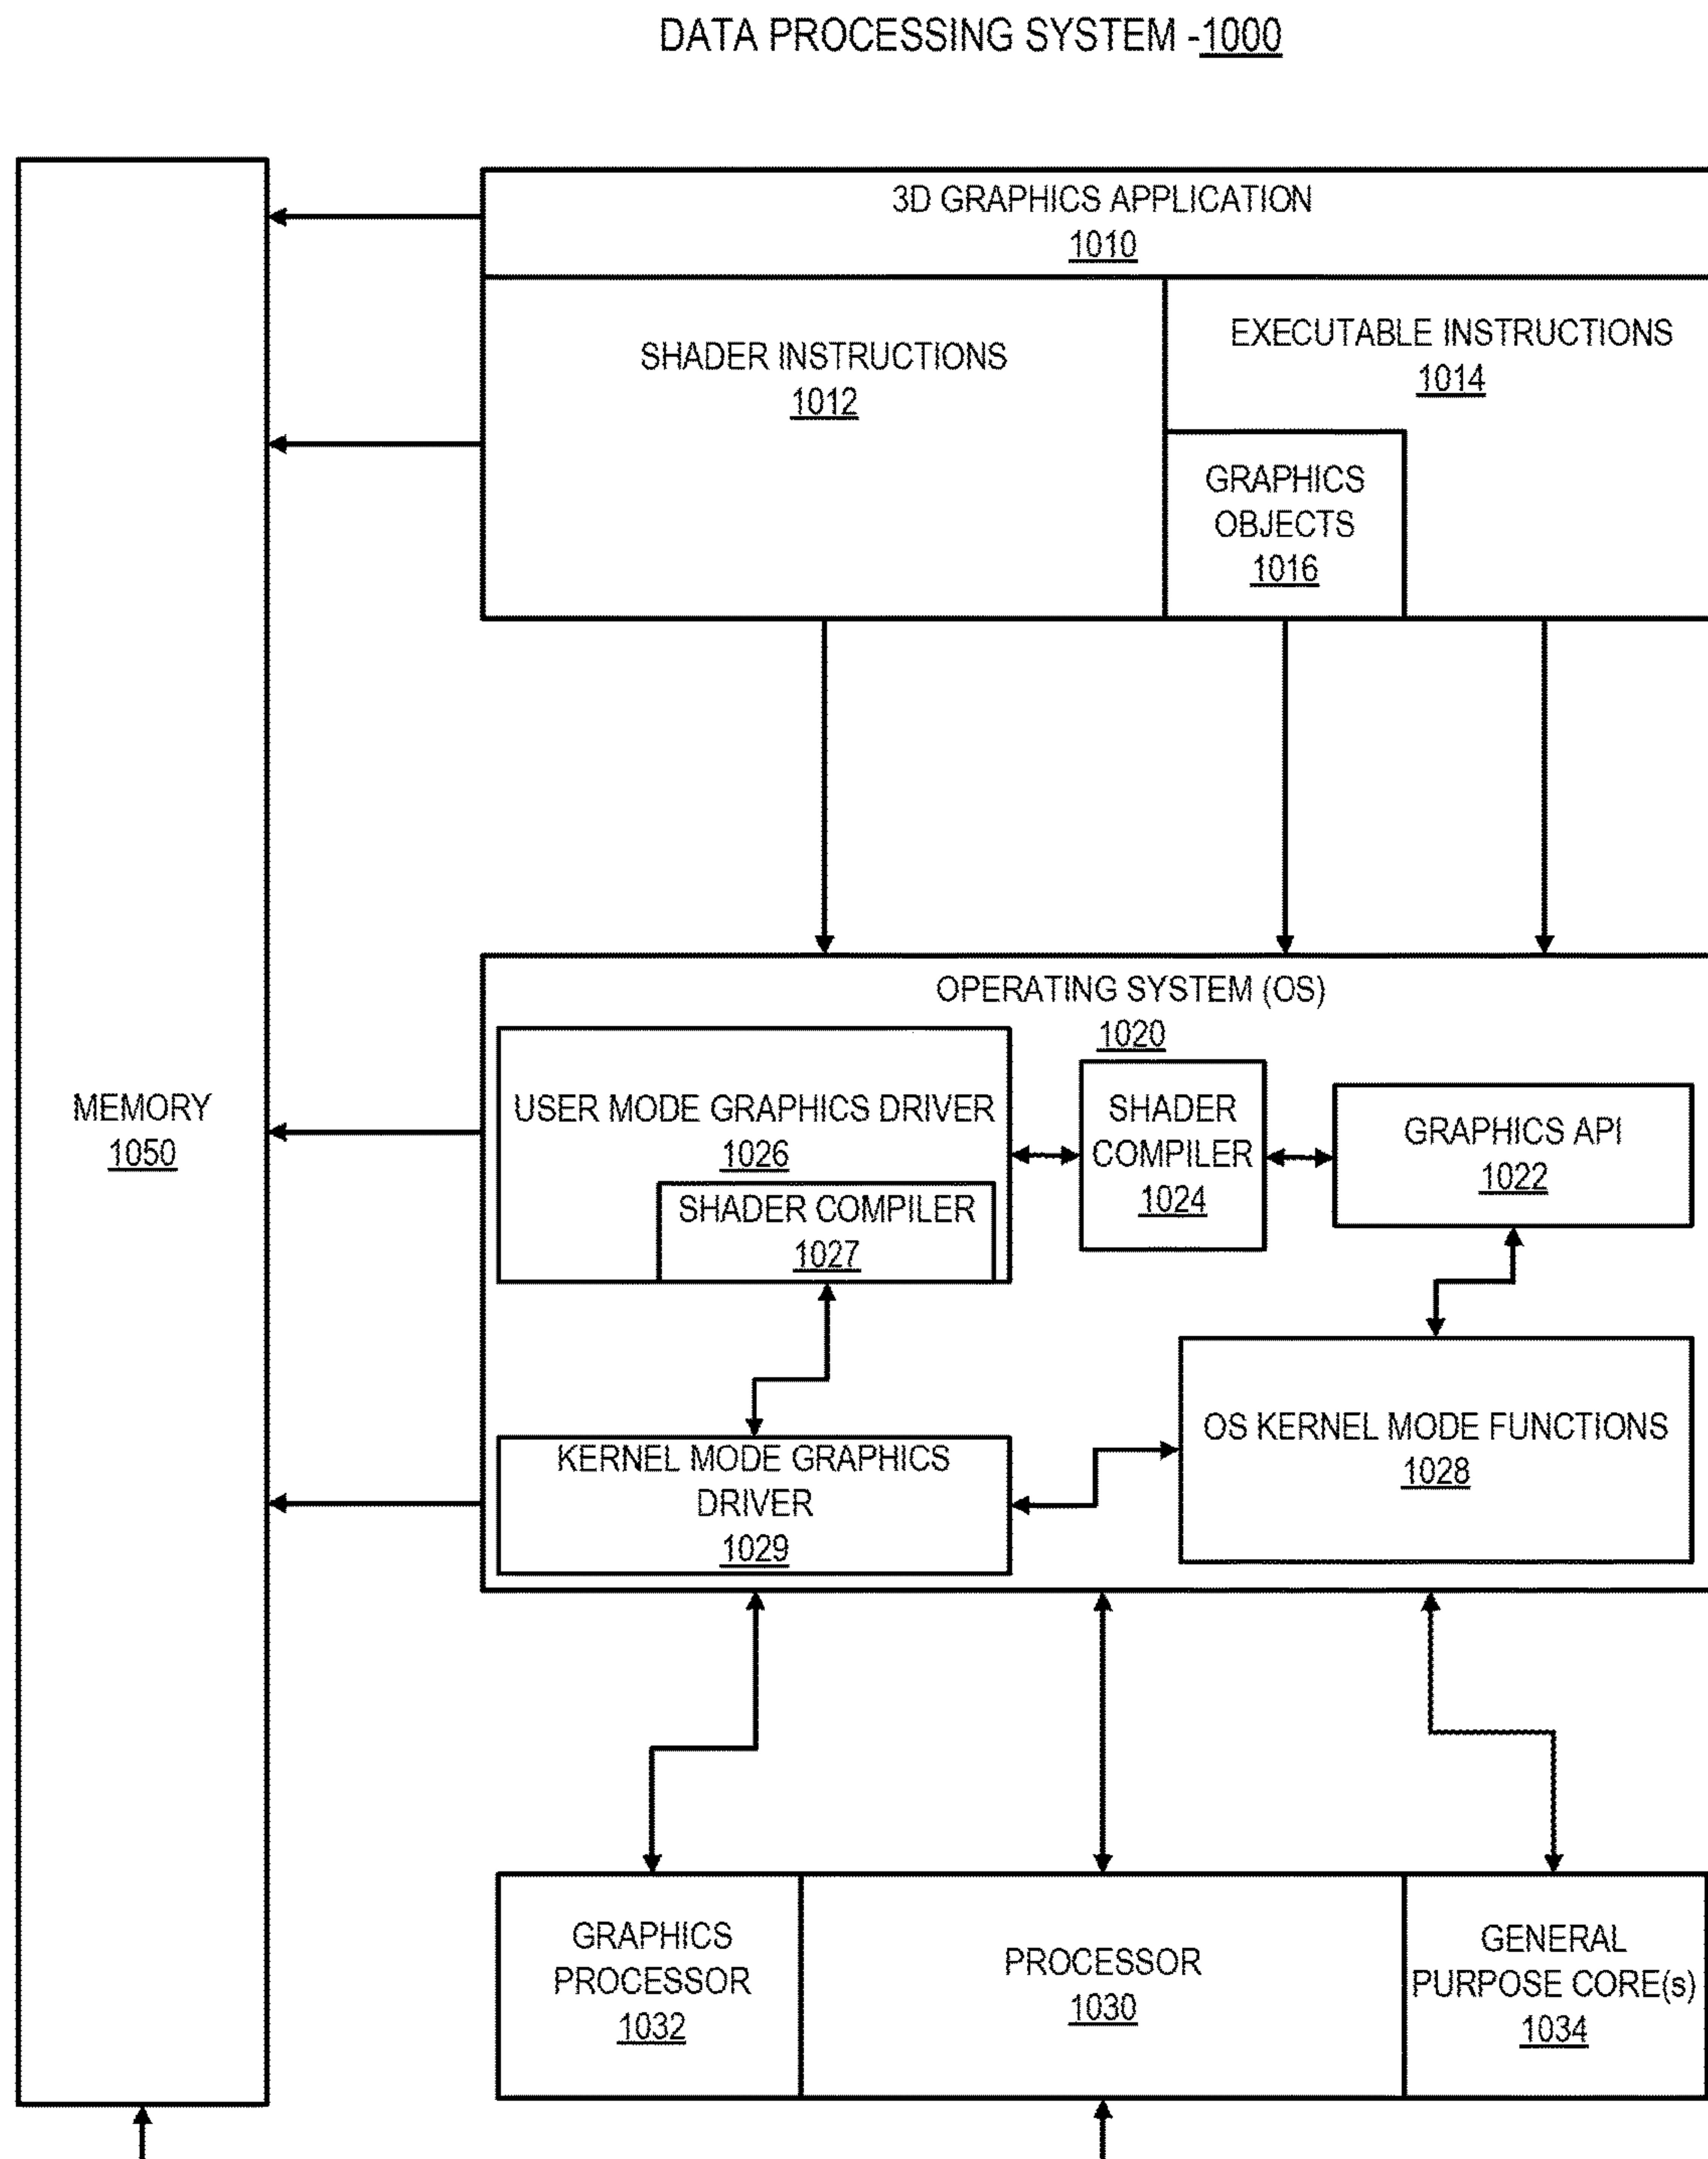 DATA PROCESSING SYSTEM -1000
3D GRAPHICS APPLICATION
1010
SHADER INSTRUCTIONS
1012
EXECUTABLE INSTRUCTIONS
1014
GRAPHICS
OBJECTS
1016
OPERATING SYSTEM (OS)
1020
MEMORY
1050
USER MODE GRAPHICS DRIVER
1026
SHADER COMPILER
1027
SHADER
COMPILER
1024
GRAPHICS API
1022
KERNEL MODE GRAPHICS
DRIVER
1029
OS KERNEL MODE FUNCTIONS
1028
GRAPHICS
PROCESSOR
1032
PROCESSOR
1030
GENERAL
PURPOSE CORE(s)
1034